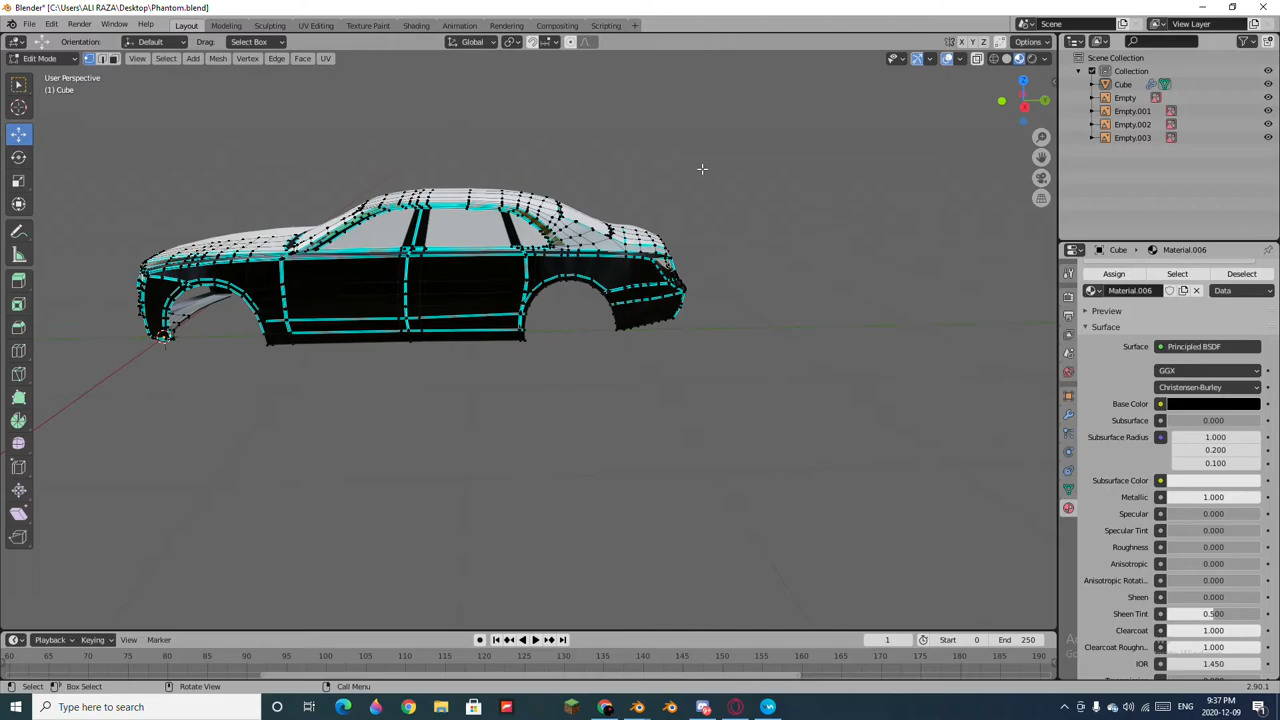 Blender* [C:\Users\ALI RAZA\Desktop\Phantom.blend]
File Edit Render Window Help Layout Modeling Sculpting UV Editing Texture Paint Shading Animation Rendering Compositing Scripting + Scene View Layer
Orientation: Default Drag: Select Box Global X Y Z Options
Edit Mode View Select Add Mesh Vertex Edge Face UV
User Perspective
(1) Cube
Z
Y
X
Scene Collection
Collection
Cube
Empty
Empty.001
Empty.002
Empty.003
Cube Material.006
Assign Select Deselect
Material.006 Data
Preview
Surface
Surface Principled BSDF
GGX
Christensen-Burley
Base Color
Subsurface 0.000
Subsurface Radius 1.000
0.200
0.100
Subsurface Color
Metallic 1.000
Specular 0.000
Specular Tint 0.000
Roughness 0.000
Anisotropic 0.000
Anisotropic Rotati... 0.000
Sheen 0.000
Sheen Tint 0.500
Clearcoat 1.000
Clearcoat Roughn... 1.000
IOR 1.450
Playback Keying View Marker 1 Start 0 End 250
60 65 70 75 80 85 90 95 100 105 110 115 120 125 130 135 140 145 150 155 160 165 170 175 180 185 190
Select Box Select Rotate View Call Menu 2.90.1
Type here to search ENG 9:37 PM
2020-12-09